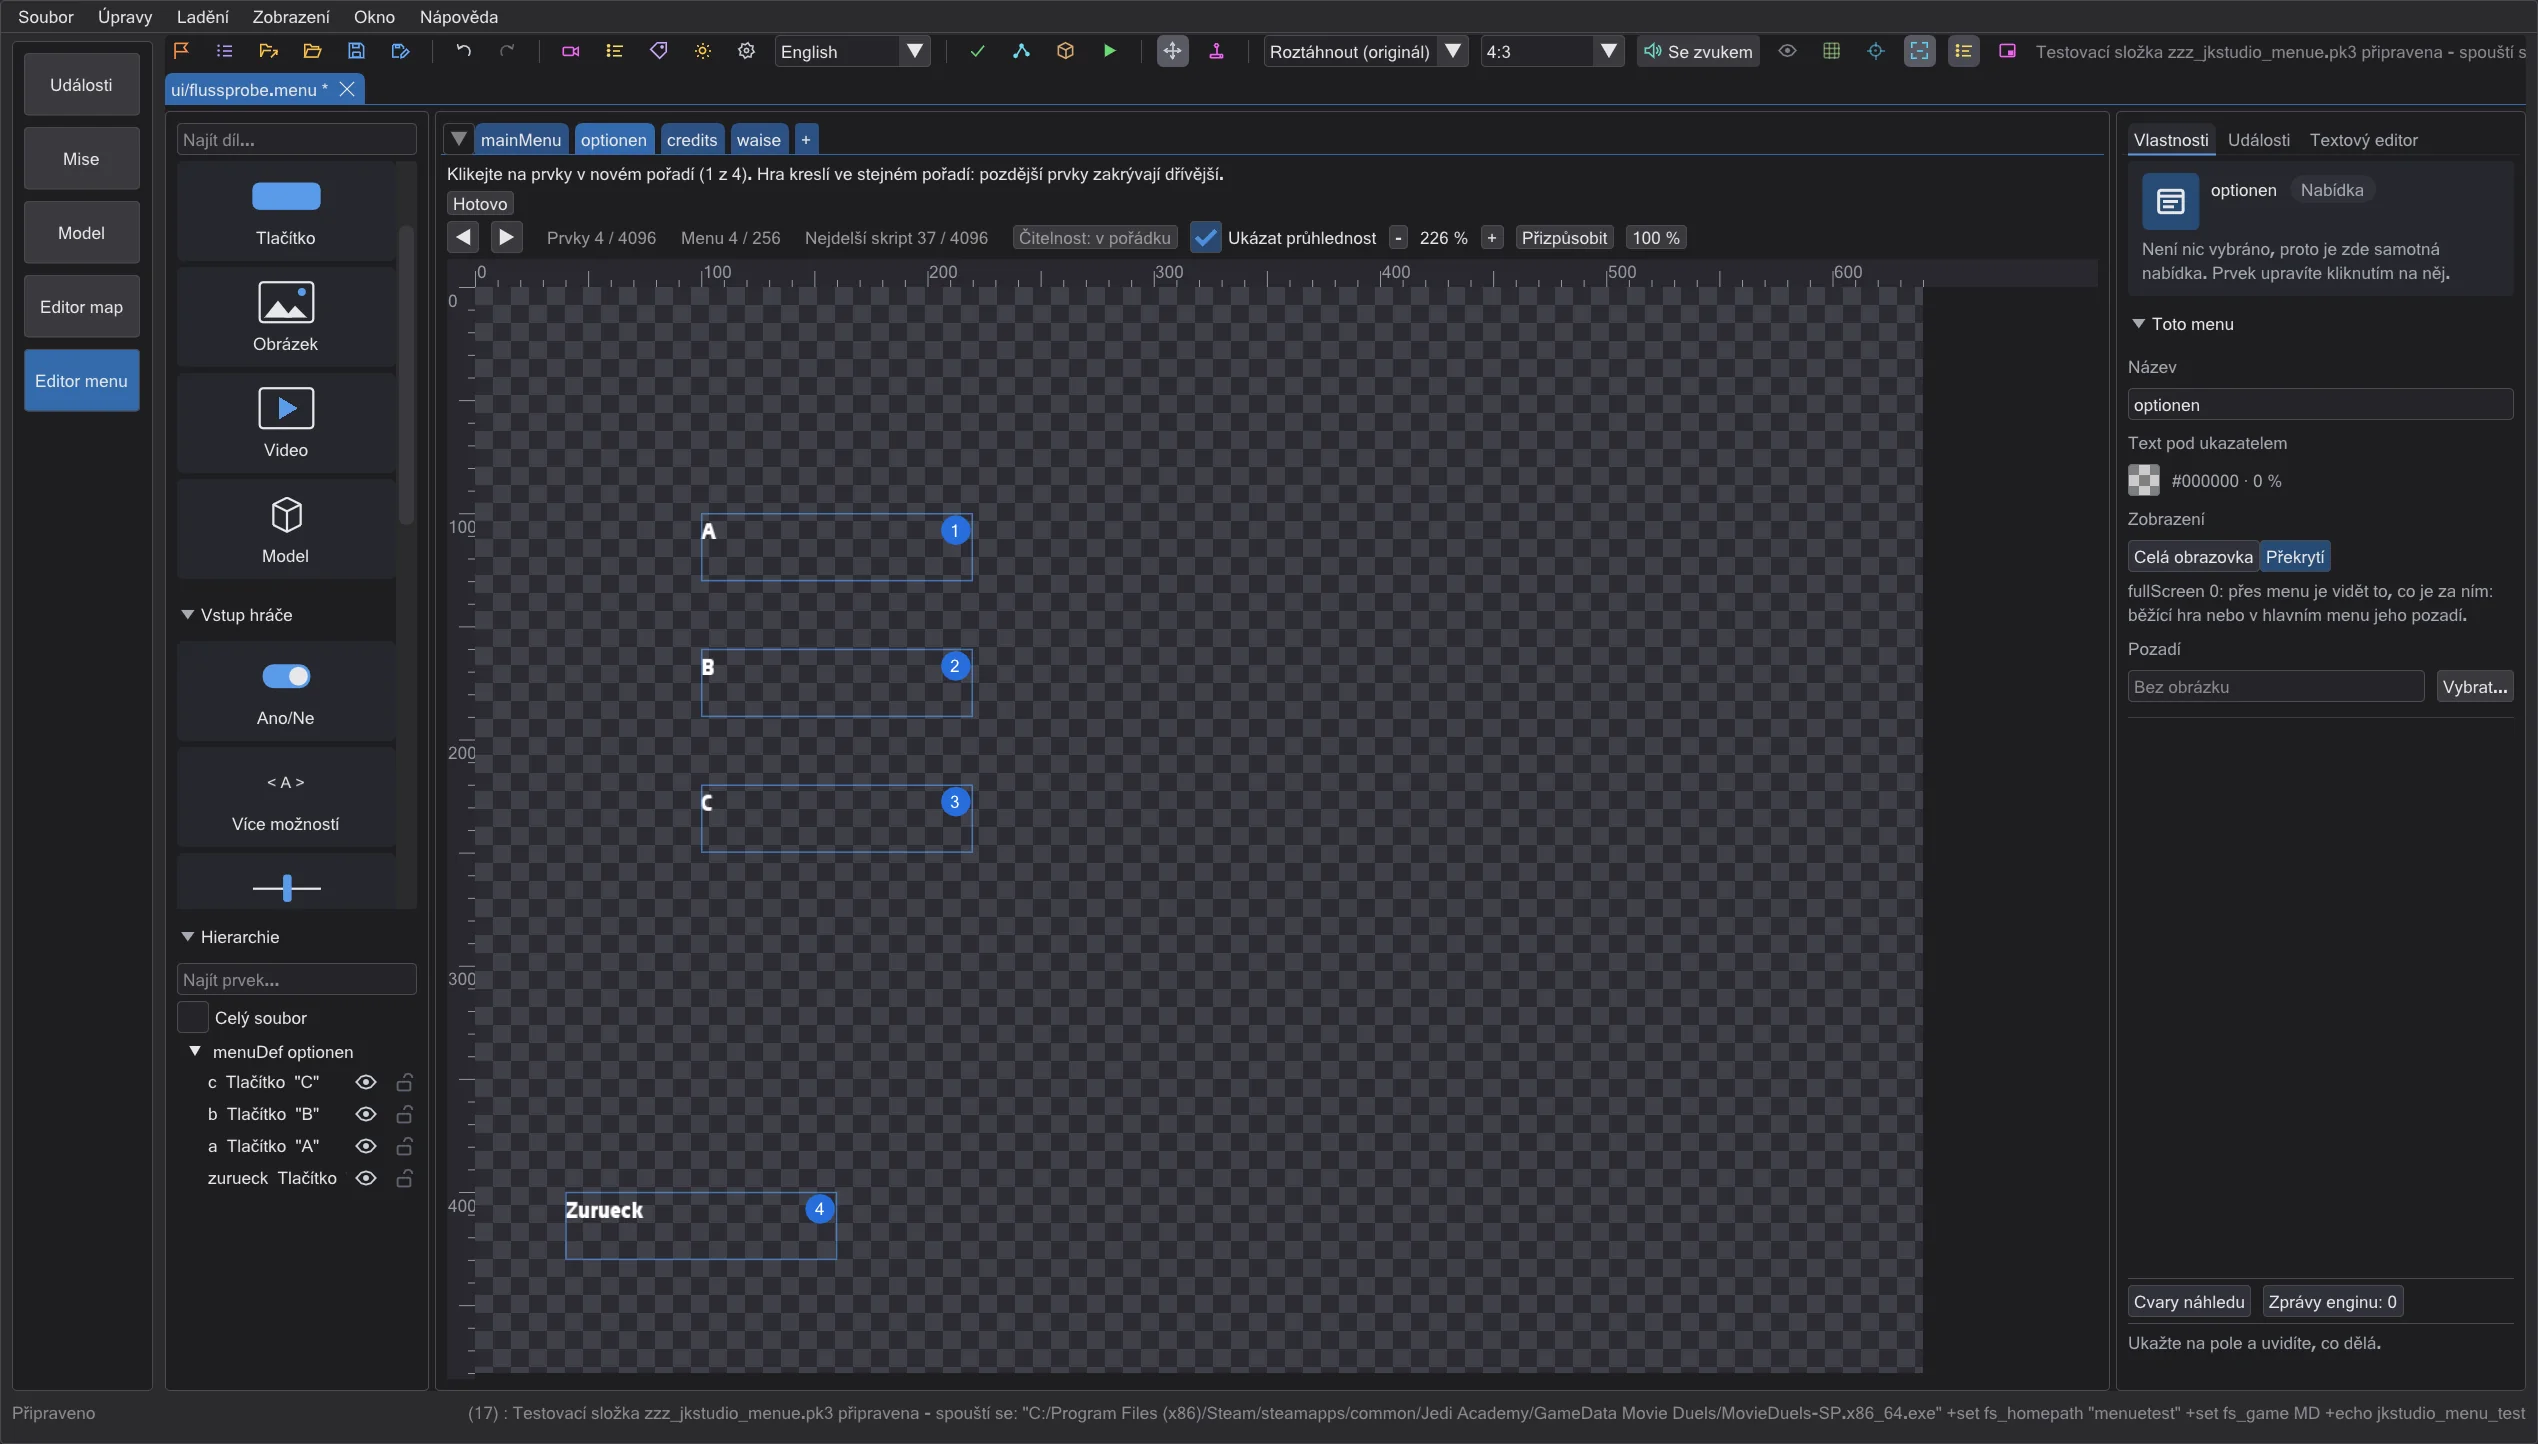 Soubor Úpravy Ladění Zobrazení Okno Nápověda
English
Roztáhnout (originál)
4:3
Se zvukem
Testovací složka zzz_jkstudio_menue.pk3 připravena - spouští s
Události
Mise
Model
Editor map
Editor menu
ui/flussprobe.menu *
Najít díl...
Tlačítko
Obrázek
Video
Model
Vstup hráče
Ano/Ne
< A >
Více možností
Hierarchie
Najít prvek...
Celý soubor
menuDef optionen
c Tlačítko "C"
b Tlačítko "B"
a Tlačítko "A"
zurueck Tlačítko
mainMenu optionen credits waise +
Klikejte na prvky v novém pořadí (1 z 4). Hra kreslí ve stejném pořadí: pozdější prvky zakrývají dřívější.
Hotovo
Prvky 4 / 4096 Menu 4 / 256 Nejdelší skript 37 / 4096 Čitelnost: v pořádku Ukázat průhlednost - 226 % + Přizpůsobit 100 %
0 100 200 300 400 500 600
0
100
200
300
400
A 1
B 2
C 3
Zurueck 4
Vlastnosti Události Textový editor
optionen Nabídka
Není nic vybráno, proto je zde samotná
nabídka. Prvek upravíte kliknutím na něj.
Toto menu
Název
optionen
Text pod ukazatelem
#000000 · 0 %
Zobrazení
Celá obrazovka Překrytí
fullScreen 0: přes menu je vidět to, co je za ním:
běžící hra nebo v hlavním menu jeho pozadí.
Pozadí
Bez obrázku Vybrat...
Cvary náhledu Zprávy enginu: 0
Ukažte na pole a uvidíte, co dělá.
Připraveno
(17) : Testovací složka zzz_jkstudio_menue.pk3 připravena - spouští se: "C:/Program Files (x86)/Steam/steamapps/common/Jedi Academy/GameData Movie Duels/MovieDuels-SP.x86_64.exe" +set fs_homepath "menuetest" +set fs_game MD +echo jkstudio_menu_test